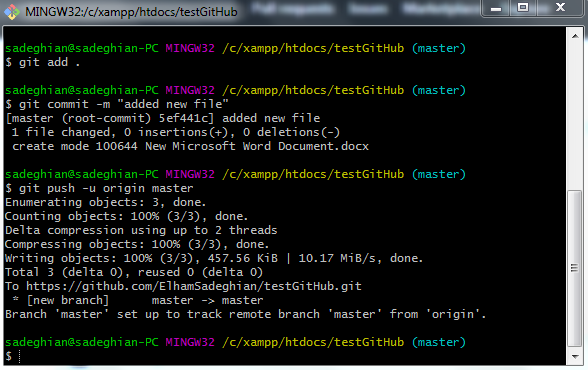 MINGW32:/c/xampp/htdocs/testGitHub
sadeghian@sadeghian-PC MINGW32 /c/xampp/htdocs/testGitHub (master)
$ git add .
sadeghian@sadeghian-PC MINGW32 /c/xampp/htdocs/testGitHub (master)
$ git commit -m "added new file"
[master (root-commit) 5ef441c] added new file
 1 file changed, 0 insertions(+), 0 deletions(-)
 create mode 100644 New Microsoft Word Document.docx
sadeghian@sadeghian-PC MINGW32 /c/xampp/htdocs/testGitHub (master)
$ git push -u origin master
Enumerating objects: 3, done.
Counting objects: 100% (3/3), done.
Delta compression using up to 2 threads
Compressing objects: 100% (3/3), done.
Writing objects: 100% (3/3), 457.56 KiB | 10.17 MiB/s, done.
Total 3 (delta 0), reused 0 (delta 0)
To https://github.com/ElhamSadeghian/testGitHub.git
 * [new branch]      master -> master
Branch 'master' set up to track remote branch 'master' from 'origin'.
sadeghian@sadeghian-PC MINGW32 /c/xampp/htdocs/testGitHub (master)
$